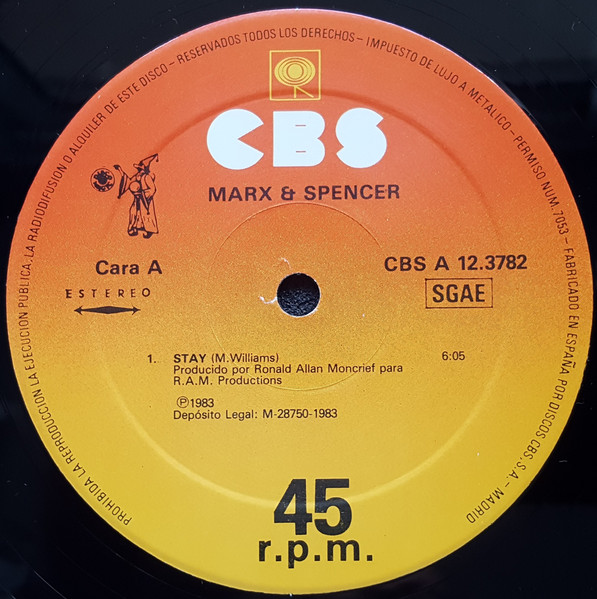 PROHIBIDA LA REPRODUCCION LA EJECUCION PUBLICA·LA RADIODIFUSION O ALQUILER DE ESTE DISCO – RESERVADOS TODOS LOS DERECHOS – IMPUESTO DE LUJO A METALICO – PERMISO NUM. 7053 – FABRICADO EN ESPAÑA POR DISCOS CBS, S.A. – MADRID
CBS
MARX & SPENCER
Cara A
CBS A 12.3782
ESTEREO
SGAE
1. STAY (M.Williams) 6:05
Producido por Ronald Allan Moncrief para
R.A.M. Productions
℗1983
Depósito Legal: M-28750-1983
45
r.p.m.